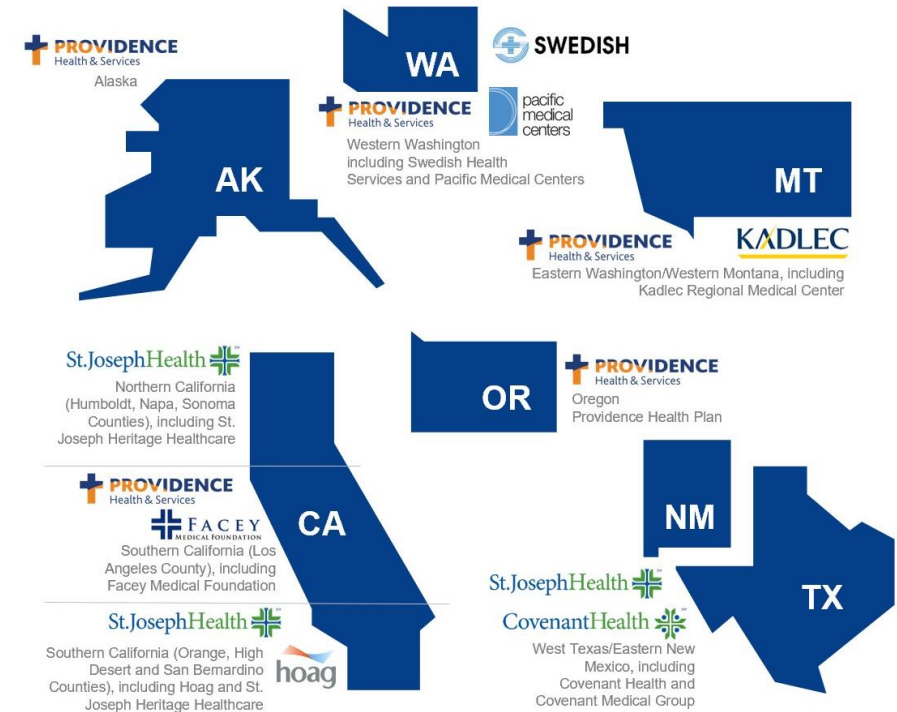 PROVIDENCE
Health & Services
Alaska
AK
WA
SWEDISH
PROVIDENCE
Health & Services
pacific
medical
centers
Western Washington
including Swedish Health
Services and Pacific Medical Centers
MT
PROVIDENCE
Health & Services
KADLEC
Eastern Washington/Western Montana, including
Kadlec Regional Medical Center
St.JosephHealth
Northern California
(Humboldt, Napa, Sonoma
Counties), including St.
Joseph Heritage Healthcare
OR
PROVIDENCE
Health & Services
Oregon
Providence Health Plan
PROVIDENCE
Health & Services
FACEY
MEDICAL FOUNDATION
Southern California (Los
Angeles County), including
Facey Medical Foundation
CA
St.JosephHealth
Southern California (Orange, High
Desert and San Bernardino
Counties), including Hoag and St.
Joseph Heritage Healthcare
hoag
NM
TX
St.JosephHealth
CovenantHealth
West Texas/Eastern New
Mexico, including
Covenant Health and
Covenant Medical Group